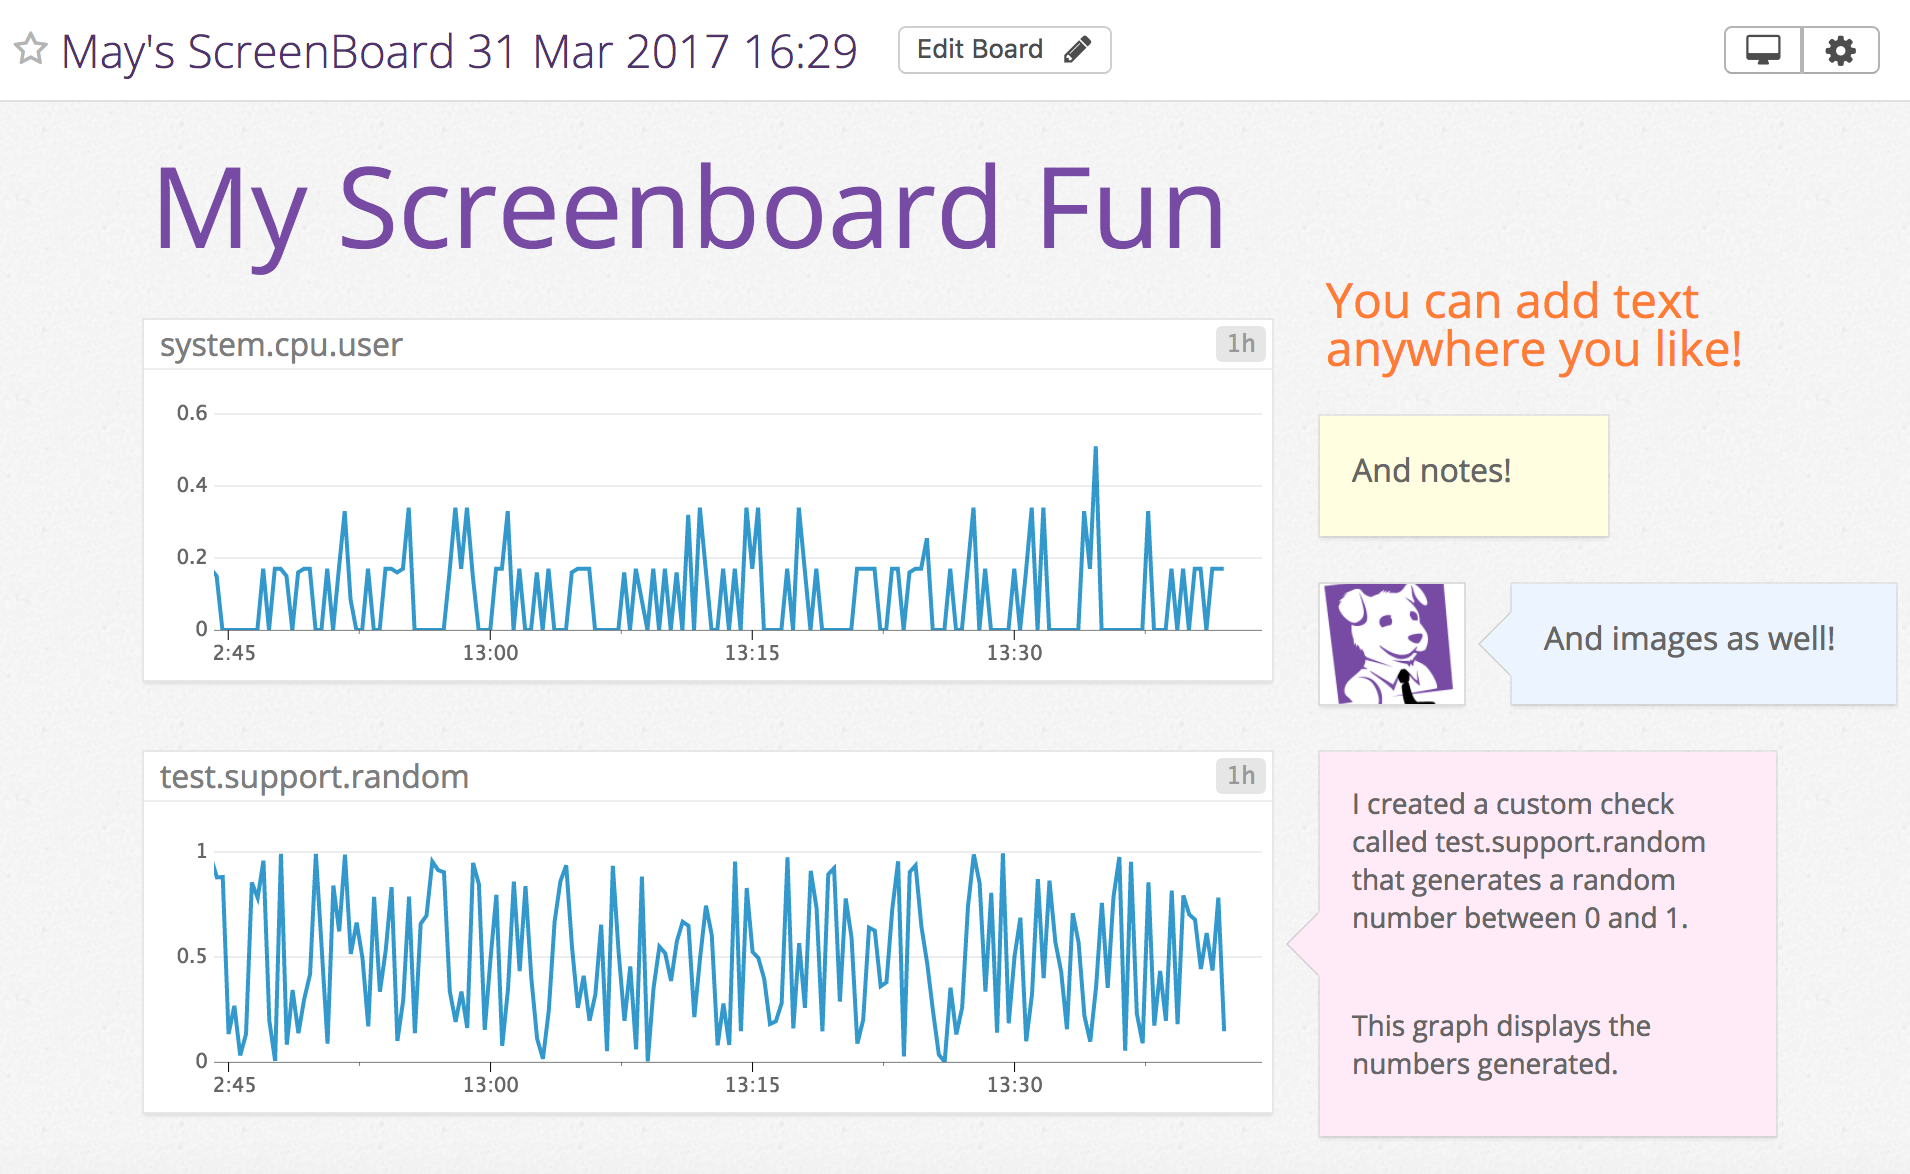 May's ScreenBoard 31 Mar 2017 16:29
Edit Board
My Screenboard Fun
You can add text
anywhere you like!
system.cpu.user
1h
0.6
0.4
0.2
0
2:45
13:00
13:15
13:30
And notes!
And images as well!
test.support.random
1h
1
0.5
0
2:45
13:00
13:15
13:30
I created a custom check
called test.support.random
that generates a random
number between 0 and 1.
This graph displays the
numbers generated.